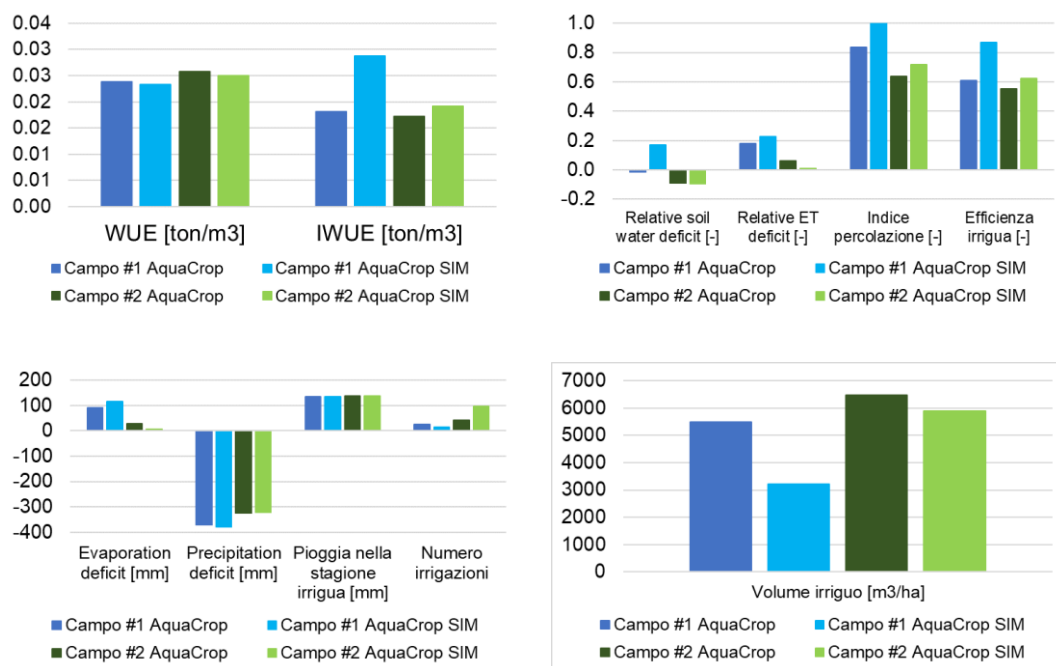 0.04
0.03
0.03
0.02
0.02
0.01
0.01
0.00
WUE [ton/m3] IWUE [ton/m3]
Campo #1 AquaCrop Campo #1 AquaCrop SIM
Campo #2 AquaCrop Campo #2 AquaCrop SIM
1.0
0.8
0.6
0.4
0.2
0.0
-0.2
Relative soil Relative ET Indice Efficienza
water deficit [-] deficit [-] percolazione [-] irrigua [-]
Campo #1 AquaCrop Campo #1 AquaCrop SIM
Campo #2 AquaCrop Campo #2 AquaCrop SIM
200
100
0
-100
-200
-300
-400
Evaporation Precipitation Pioggia nella Numero
deficit [mm] deficit [mm] stagione irrigazioni
irrigua [mm]
Campo #1 AquaCrop Campo #1 AquaCrop SIM
Campo #2 AquaCrop Campo #2 AquaCrop SIM
7000
6000
5000
4000
3000
2000
1000
0
Volume irriguo [m3/ha]
Campo #1 AquaCrop Campo #1 AquaCrop SIM
Campo #2 AquaCrop Campo #2 AquaCrop SIM